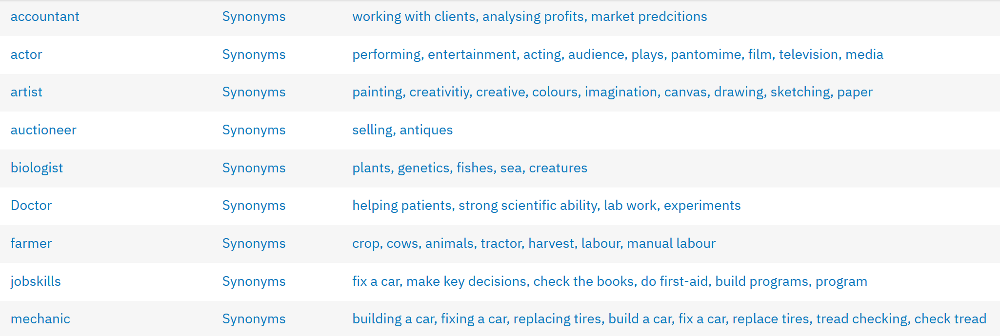 accountant Synonyms working with clients, analysing profits, market predcitions
actor Synonyms performing, entertainment, acting, audience, plays, pantomime, film, television, media
artist Synonyms painting, creativitiy, creative, colours, imagination, canvas, drawing, sketching, paper
auctioneer Synonyms selling, antiques
biologist Synonyms plants, genetics, fishes, sea, creatures
Doctor Synonyms helping patients, strong scientific ability, lab work, experiments
farmer Synonyms crop, cows, animals, tractor, harvest, labour, manual labour
jobskills Synonyms fix a car, make key decisions, check the books, do first-aid, build programs, program
mechanic Synonyms building a car, fixing a car, replacing tires, build a car, fix a car, replace tires, tread checking, check tread